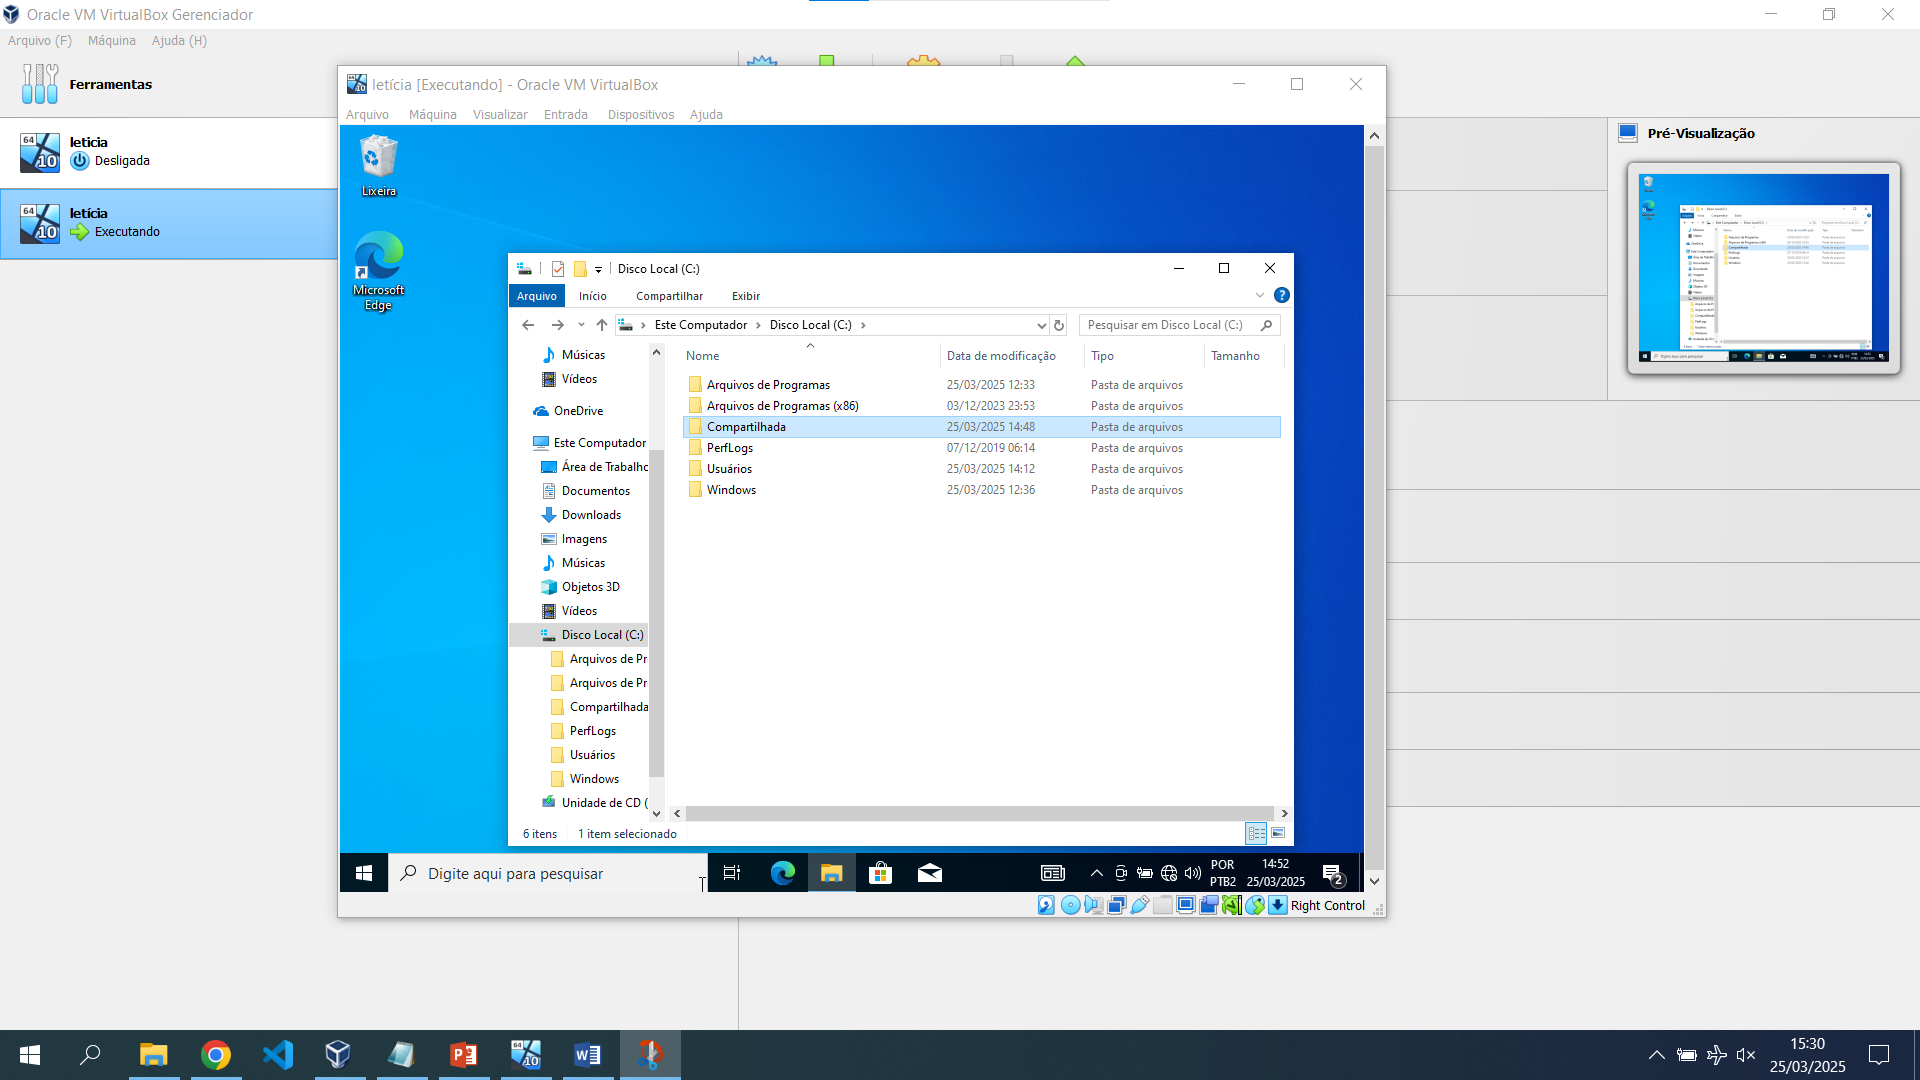 Oracle VM VirtualBox Gerenciador
Arquivo (F) Máquina Ajuda (H)
Ferramentas
leticia
Desligada
letícia
Executando
Pré-Visualização
letícia [Executando] - Oracle VM VirtualBox
Arquivo Máquina Visualizar Entrada Dispositivos Ajuda
Lixeira
Microsoft
Edge
Disco Local (C:)
Arquivo Início Compartilhar Exibir
Este Computador Disco Local (C:)
Pesquisar em Disco Local (C:)
Músicas
Vídeos
OneDrive
Este Computador
Área de Trabalho
Documentos
Downloads
Imagens
Músicas
Objetos 3D
Vídeos
Disco Local (C:)
Arquivos de Pr
Arquivos de Pr
Compartilhada
PerfLogs
Usuários
Windows
Unidade de CD (
Nome Data de modificação Tipo Tamanho
Arquivos de Programas 25/03/2025 12:33 Pasta de arquivos
Arquivos de Programas (x86) 03/12/2023 23:53 Pasta de arquivos
Compartilhada 25/03/2025 14:48 Pasta de arquivos
PerfLogs 07/12/2019 06:14 Pasta de arquivos
Usuários 25/03/2025 14:12 Pasta de arquivos
Windows 25/03/2025 12:36 Pasta de arquivos
6 itens 1 item selecionado
Digite aqui para pesquisar
POR
PTB2
14:52
25/03/2025
2
Right Control
15:30
25/03/2025